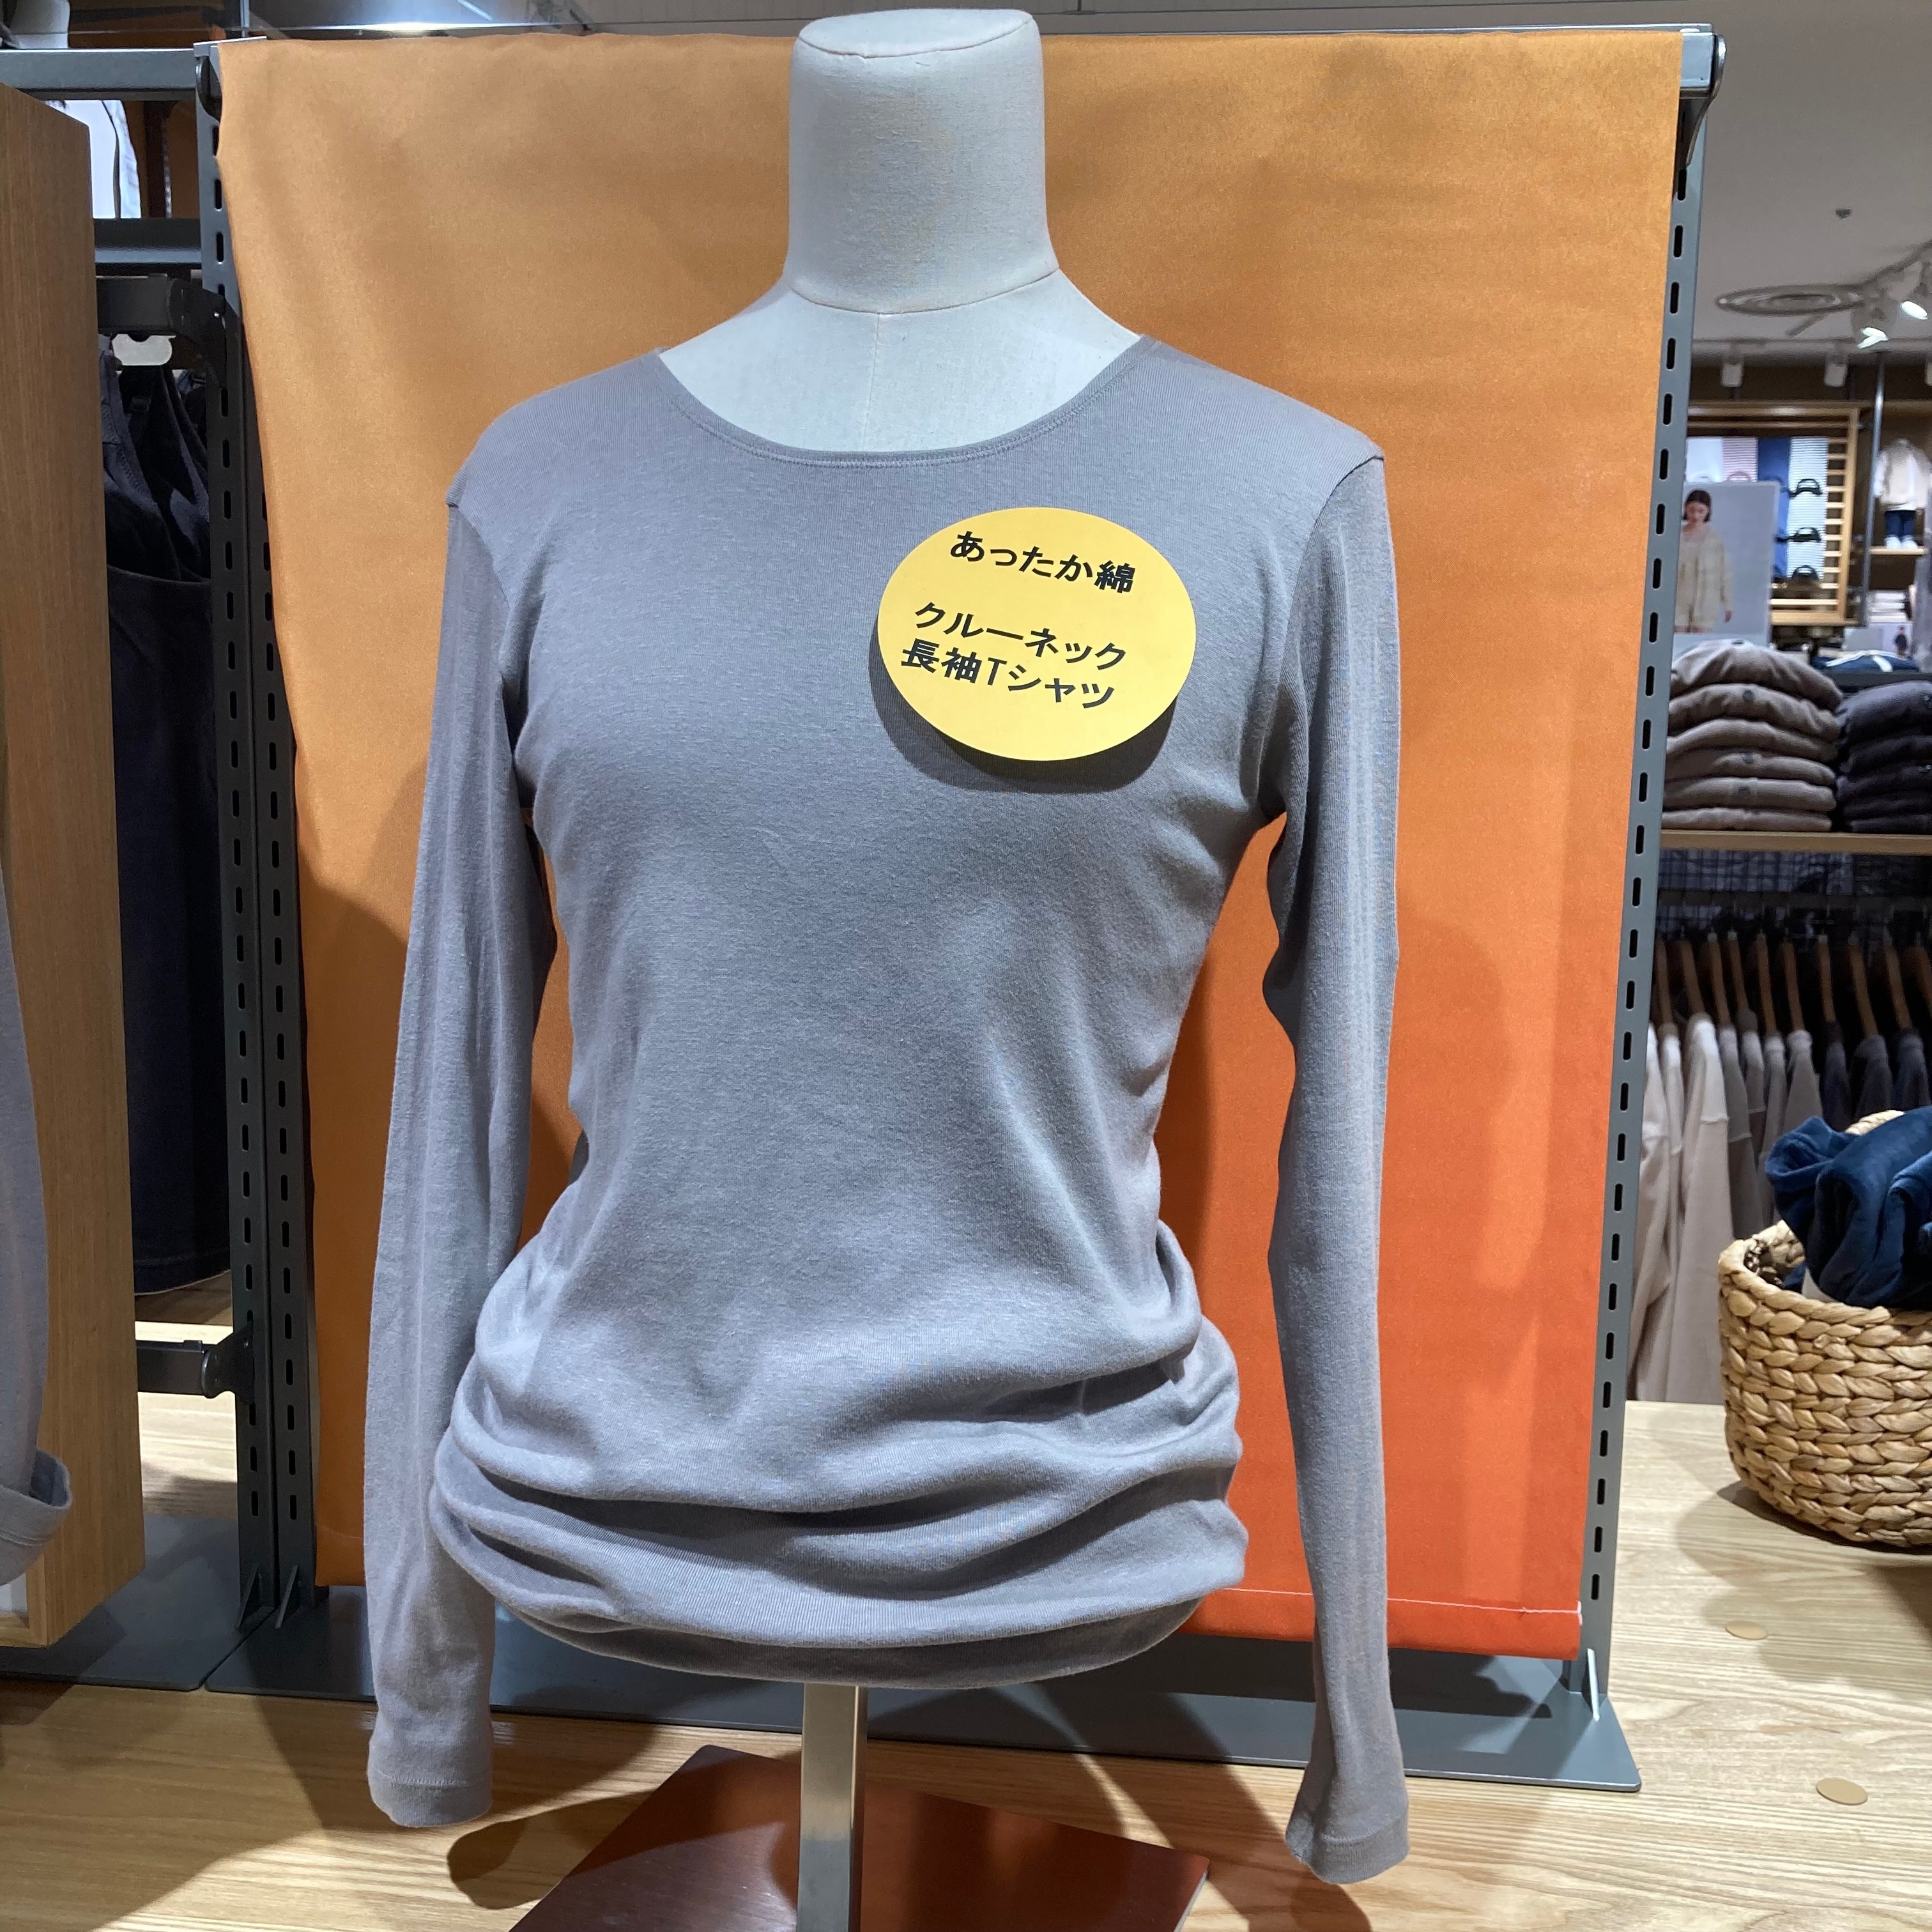 あったか綿
クルーネック
長袖Tシャツ